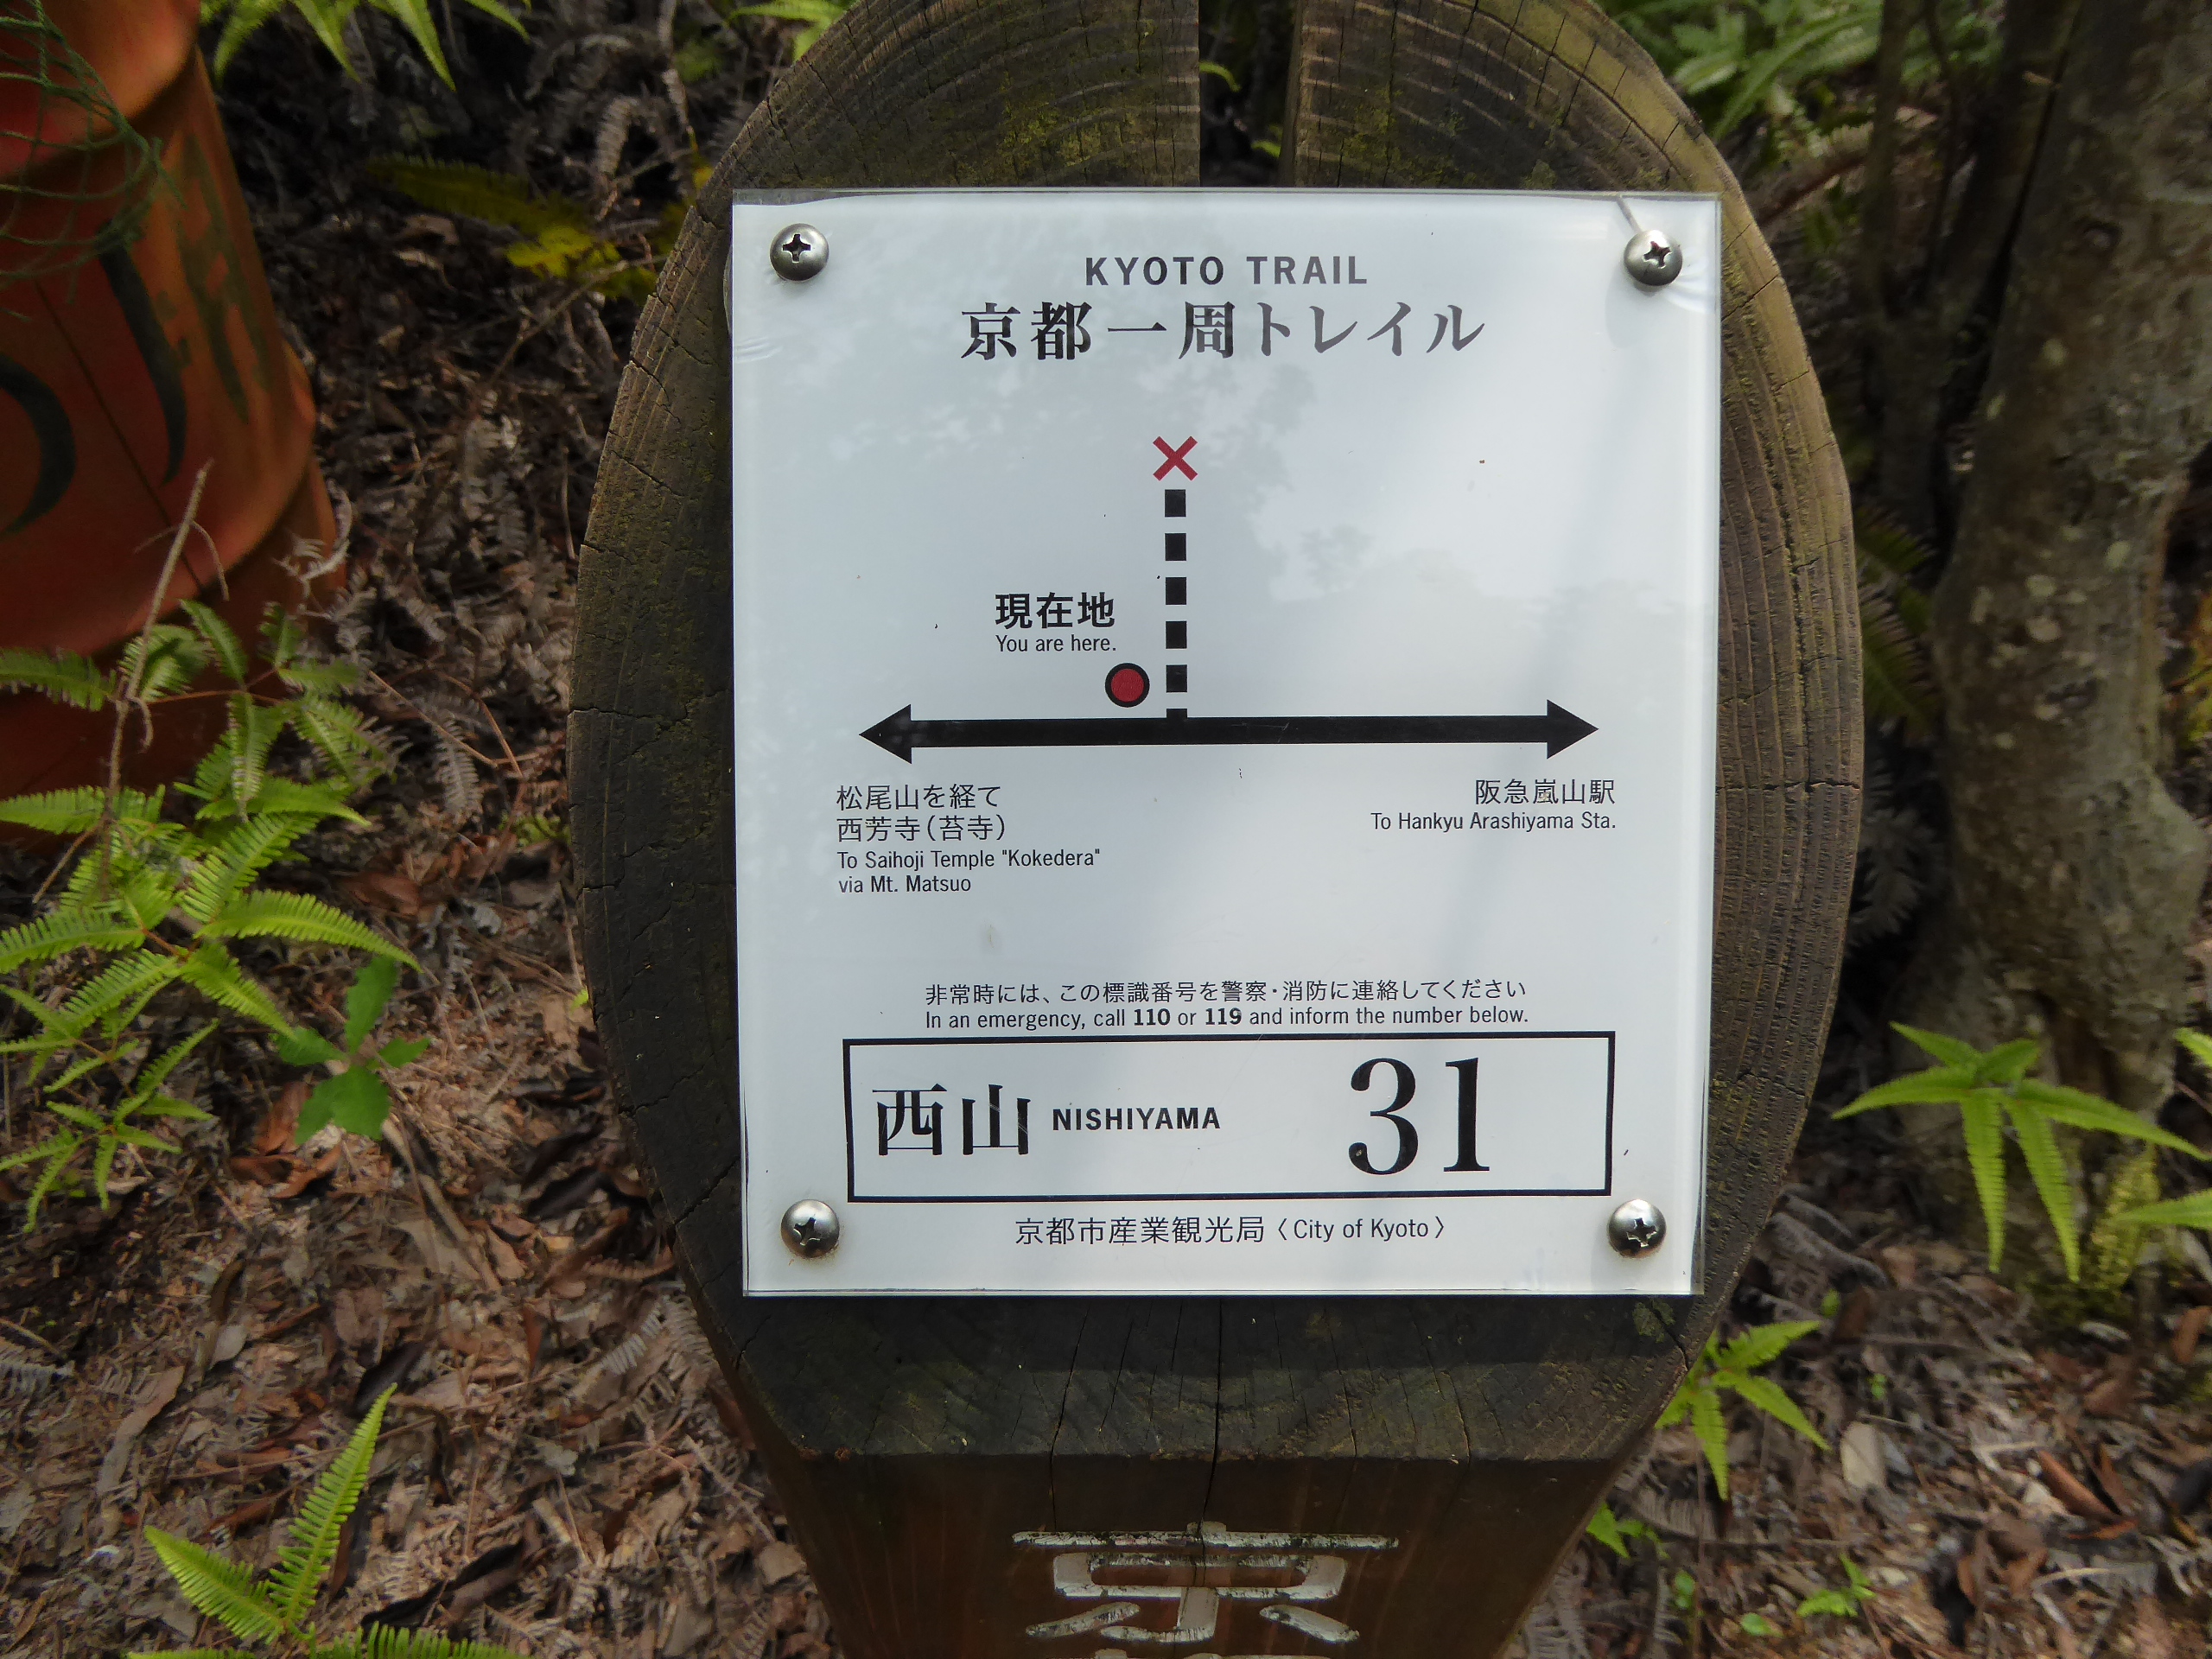 KYOTO TRAIL
京都一周トレイル
現在地
You are here.
松尾山を経て
西芳寺（苔寺）
To Saihoji Temple "Kokedera"
via Mt. Matsuo
阪急嵐山駅
To Hankyu Arashiyama Sta.
非常時には、この標識番号を警察・消防に連絡してください
In an emergency, call 110 or 119 and inform the number below.
西山 NISHIYAMA 31
京都市産業観光局〈City of Kyoto〉
京